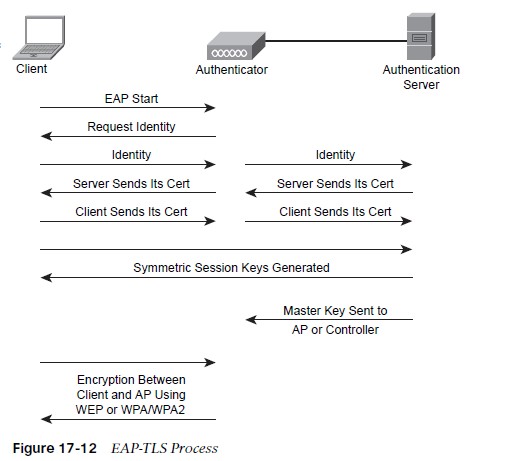 Client
Authenticator
Authentication
Server
EAP Start
Request Identity
Identity
Identity
Server Sends Its Cert
Server Sends Its Cert
Client Sends Its Cert
Client Sends Its Cert
Symmetric Session Keys Generated
Master Key Sent to
AP or Controller
Encryption Between
Client and AP Using
WEP or WPA/WPA2
Figure 17-12 EAP-TLS Process